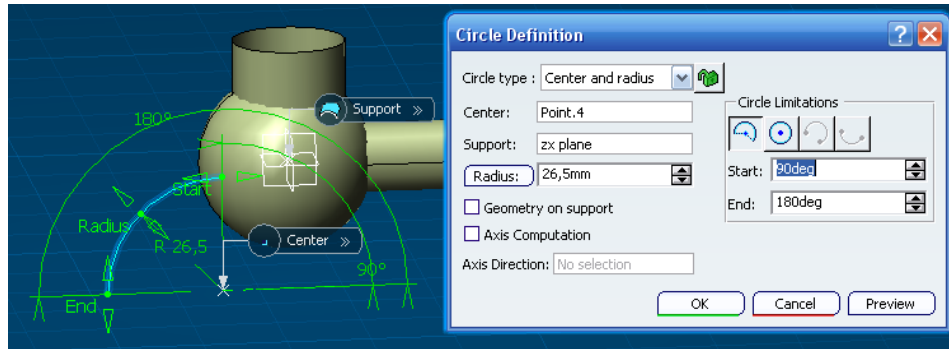 Support »
180°
Start
Radius
R 26,5
Center »
90°
End
Circle Definition
Circle type : Center and radius
Center: Point.4
Support: zx plane
Radius: 26,5mm
Geometry on support
Axis Computation
Axis Direction: No selection
Circle Limitations
Start: 90deg
End: 180deg
OK Cancel Preview